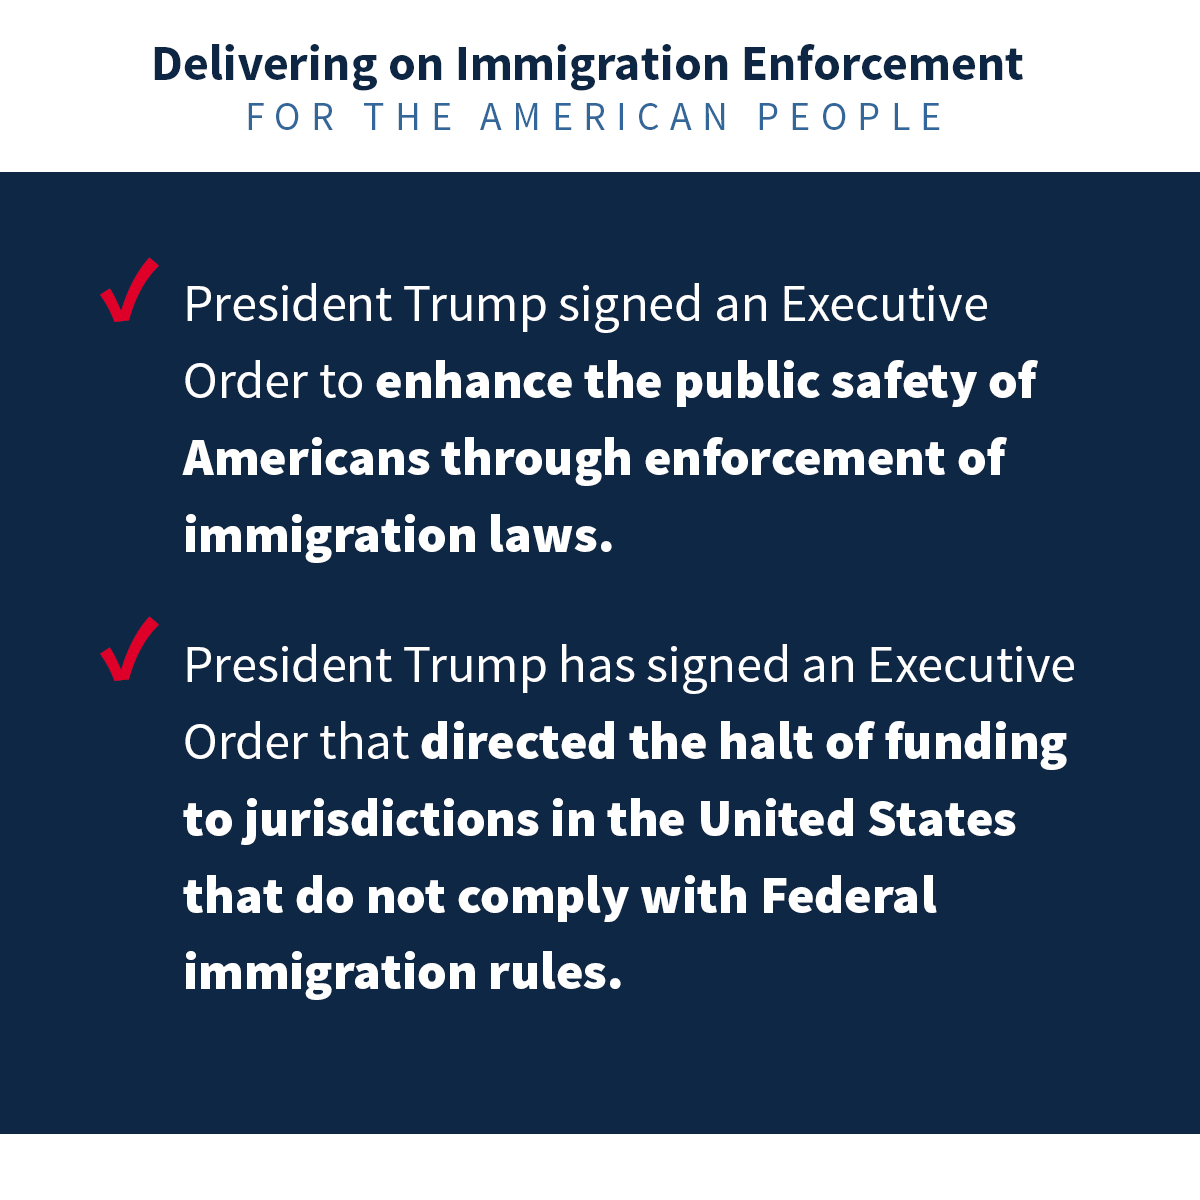 Delivering on Immigration Enforcement
FOR THE AMERICAN PEOPLE
President Trump signed an Executive
Order to enhance the public safety of
Americans through enforcement of
immigration laws.
President Trump has signed an Executive
Order that directed the halt of funding
to jurisdictions in the United States
that do not comply with Federal
immigration rules.